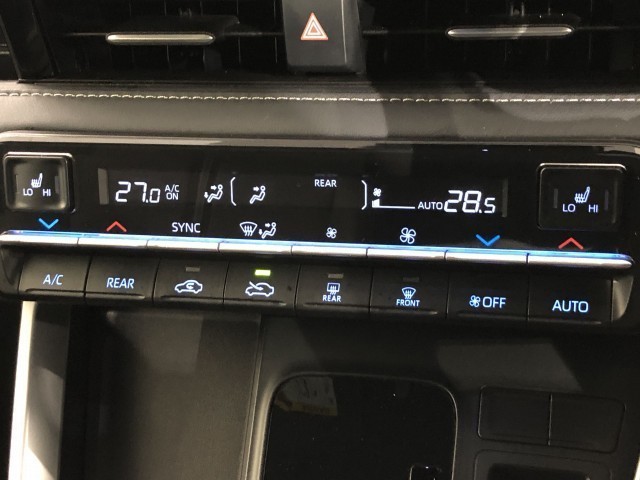 LO HI
27.0 A/C ON
REAR
AUTO 28.5
LO HI
SYNC
A/C
REAR
REAR
FRONT
OFF
AUTO